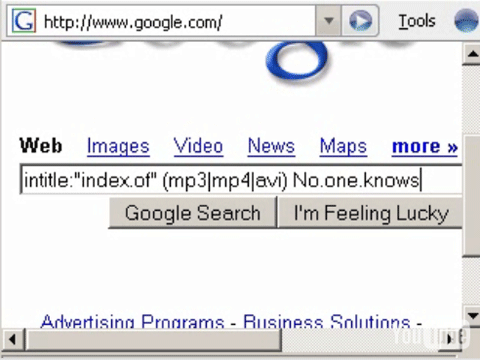 http://www.google.com/ Tools
Google
Web Images Video News Maps more »
intitle:"index.of" (mp3|mp4|avi) No.one.knows
Google Search I'm Feeling Lucky
Advertising Programs - Business Solutions -
YouTube